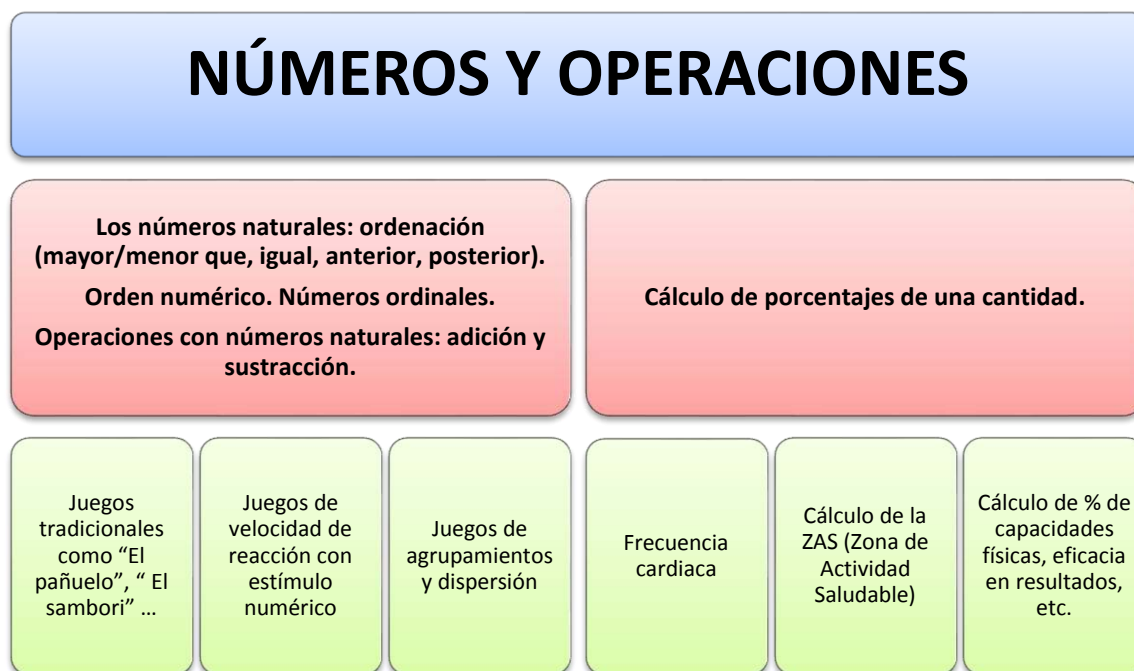 NÚMEROS Y OPERACIONES
Los números naturales: ordenación
(mayor/menor que, igual, anterior, posterior).
Orden numérico. Números ordinales.
Operaciones con números naturales: adición y
sustracción.
Cálculo de porcentajes de una cantidad.
Juegos
tradicionales
como “El
pañuelo”, “ El
sambori” ...
Juegos de
velocidad de
reacción con
estímulo
numérico
Juegos de
agrupamientos
y dispersión
Frecuencia
cardiaca
Cálculo de la
ZAS (Zona de
Actividad
Saludable)
Cálculo de % de
capacidades
físicas, eficacia
en resultados,
etc.